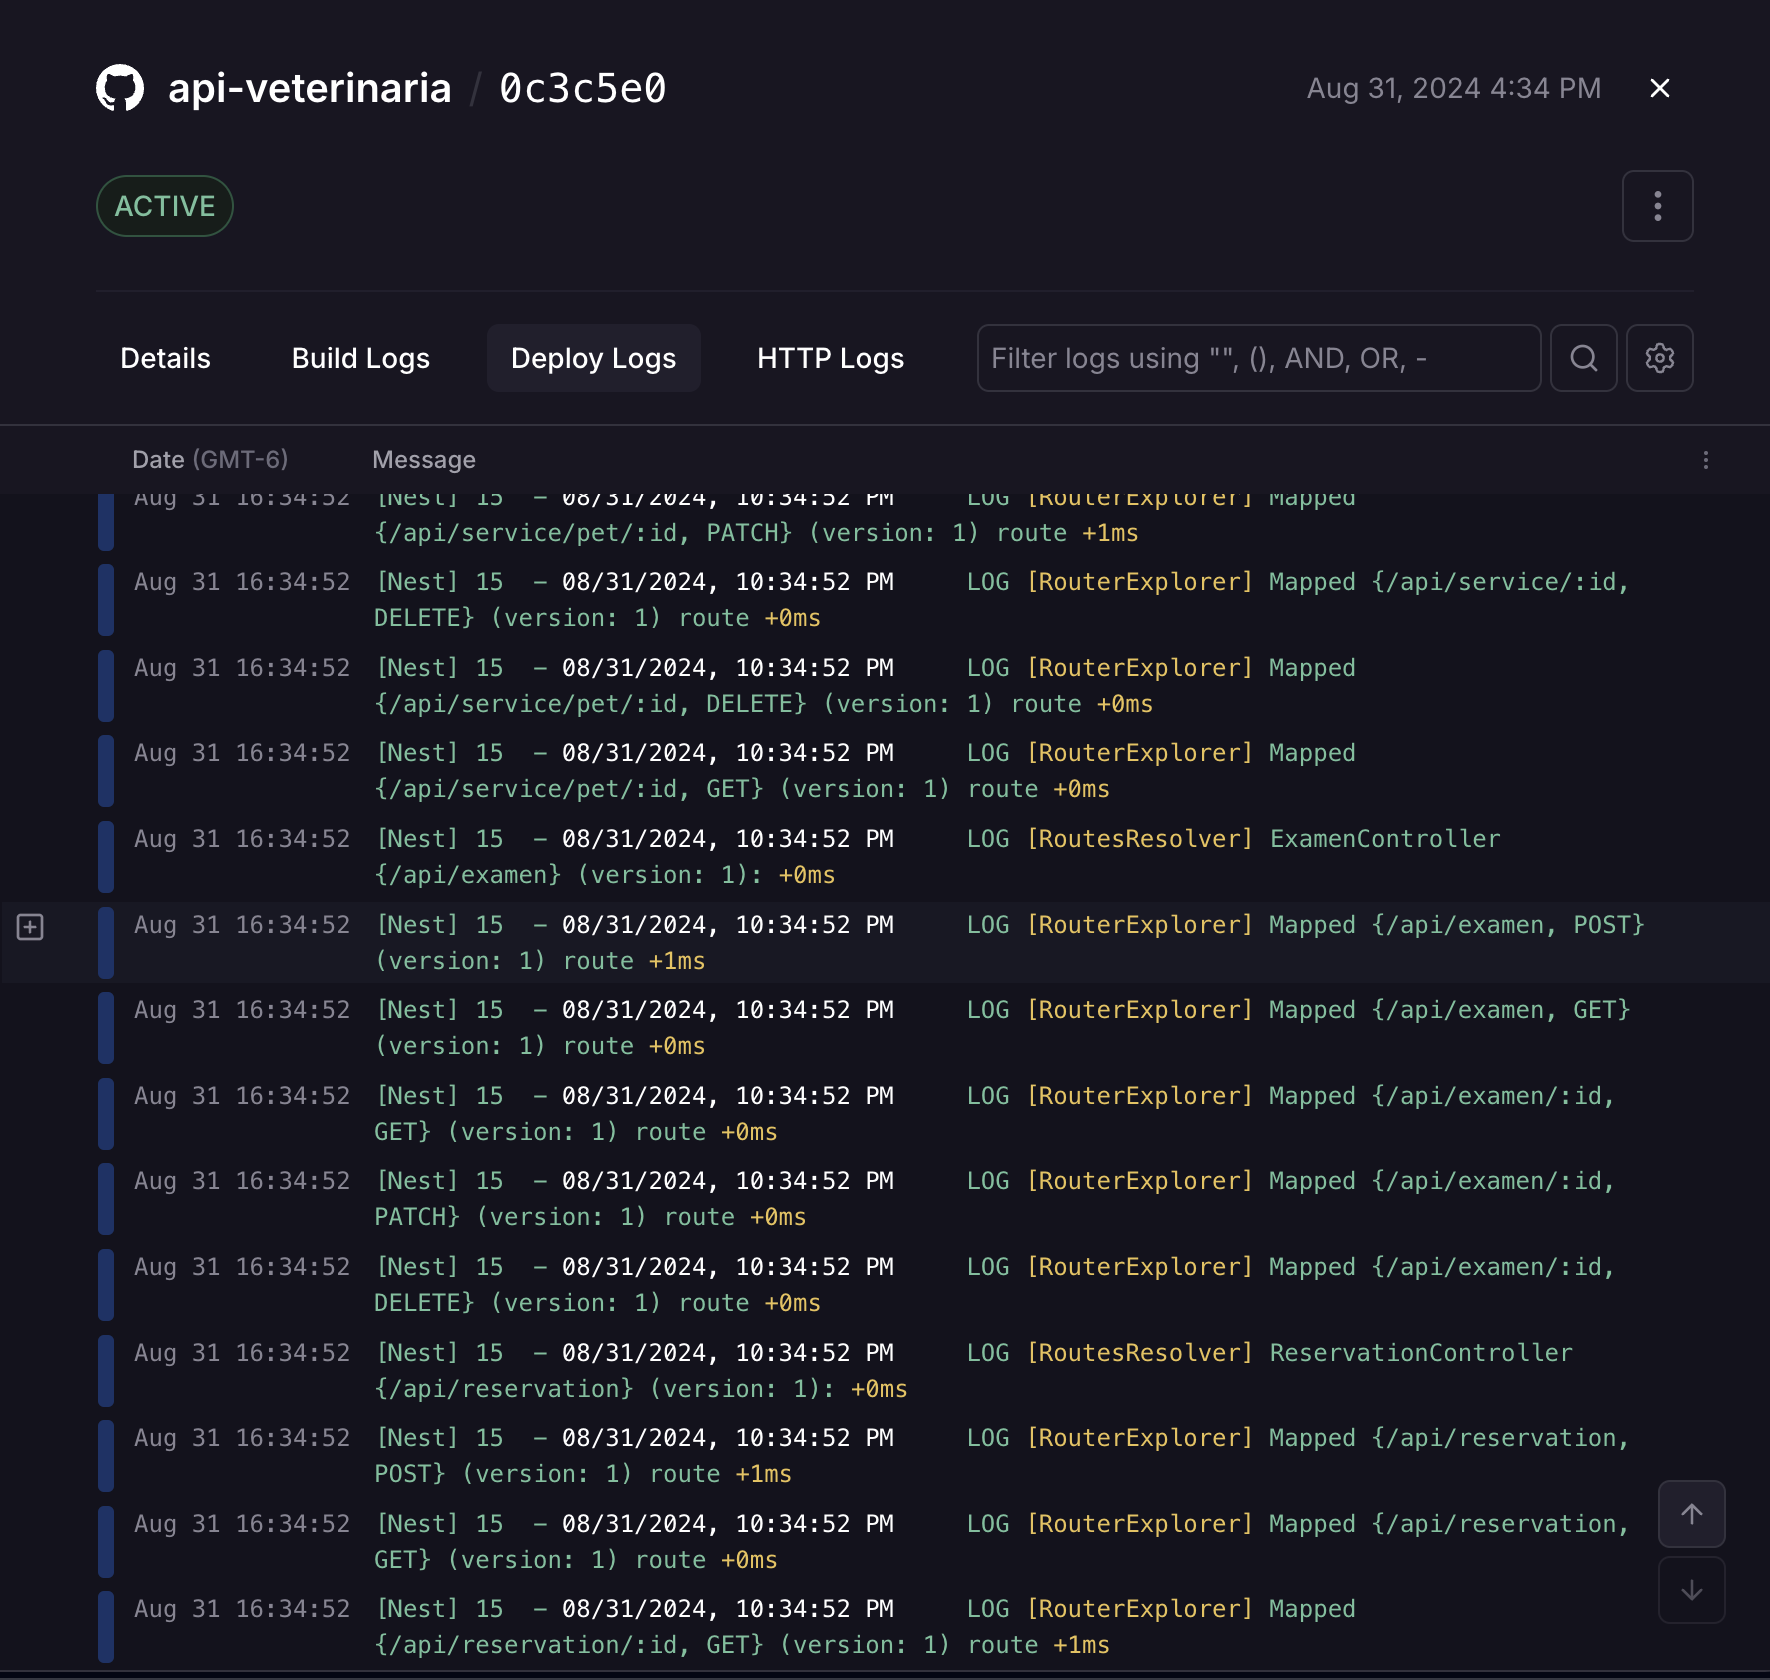 api-veterinaria / 0c3c5e0
Aug 31, 2024 4:34 PM
ACTIVE
Details
Build Logs
Deploy Logs
HTTP Logs
Filter logs using "", (), AND, OR, -
Date (GMT-6)
Message
Aug 31 16:34:52 [Nest] 15 - 08/31/2024, 10:34:52 PM LOG [RouterExplorer] Mapped
{/api/service/pet/:id, PATCH} (version: 1) route +1ms
Aug 31 16:34:52 [Nest] 15 - 08/31/2024, 10:34:52 PM LOG [RouterExplorer] Mapped {/api/service/:id,
DELETE} (version: 1) route +0ms
Aug 31 16:34:52 [Nest] 15 - 08/31/2024, 10:34:52 PM LOG [RouterExplorer] Mapped
{/api/service/pet/:id, DELETE} (version: 1) route +0ms
Aug 31 16:34:52 [Nest] 15 - 08/31/2024, 10:34:52 PM LOG [RouterExplorer] Mapped
{/api/service/pet/:id, GET} (version: 1) route +0ms
Aug 31 16:34:52 [Nest] 15 - 08/31/2024, 10:34:52 PM LOG [RoutesResolver] ExamenController
{/api/examen} (version: 1): +0ms
Aug 31 16:34:52 [Nest] 15 - 08/31/2024, 10:34:52 PM LOG [RouterExplorer] Mapped {/api/examen, POST}
(version: 1) route +1ms
Aug 31 16:34:52 [Nest] 15 - 08/31/2024, 10:34:52 PM LOG [RouterExplorer] Mapped {/api/examen, GET}
(version: 1) route +0ms
Aug 31 16:34:52 [Nest] 15 - 08/31/2024, 10:34:52 PM LOG [RouterExplorer] Mapped {/api/examen/:id,
GET} (version: 1) route +0ms
Aug 31 16:34:52 [Nest] 15 - 08/31/2024, 10:34:52 PM LOG [RouterExplorer] Mapped {/api/examen/:id,
PATCH} (version: 1) route +0ms
Aug 31 16:34:52 [Nest] 15 - 08/31/2024, 10:34:52 PM LOG [RouterExplorer] Mapped {/api/examen/:id,
DELETE} (version: 1) route +0ms
Aug 31 16:34:52 [Nest] 15 - 08/31/2024, 10:34:52 PM LOG [RoutesResolver] ReservationController
{/api/reservation} (version: 1): +0ms
Aug 31 16:34:52 [Nest] 15 - 08/31/2024, 10:34:52 PM LOG [RouterExplorer] Mapped {/api/reservation,
POST} (version: 1) route +1ms
Aug 31 16:34:52 [Nest] 15 - 08/31/2024, 10:34:52 PM LOG [RouterExplorer] Mapped {/api/reservation,
GET} (version: 1) route +0ms
Aug 31 16:34:52 [Nest] 15 - 08/31/2024, 10:34:52 PM LOG [RouterExplorer] Mapped
{/api/reservation/:id, GET} (version: 1) route +1ms